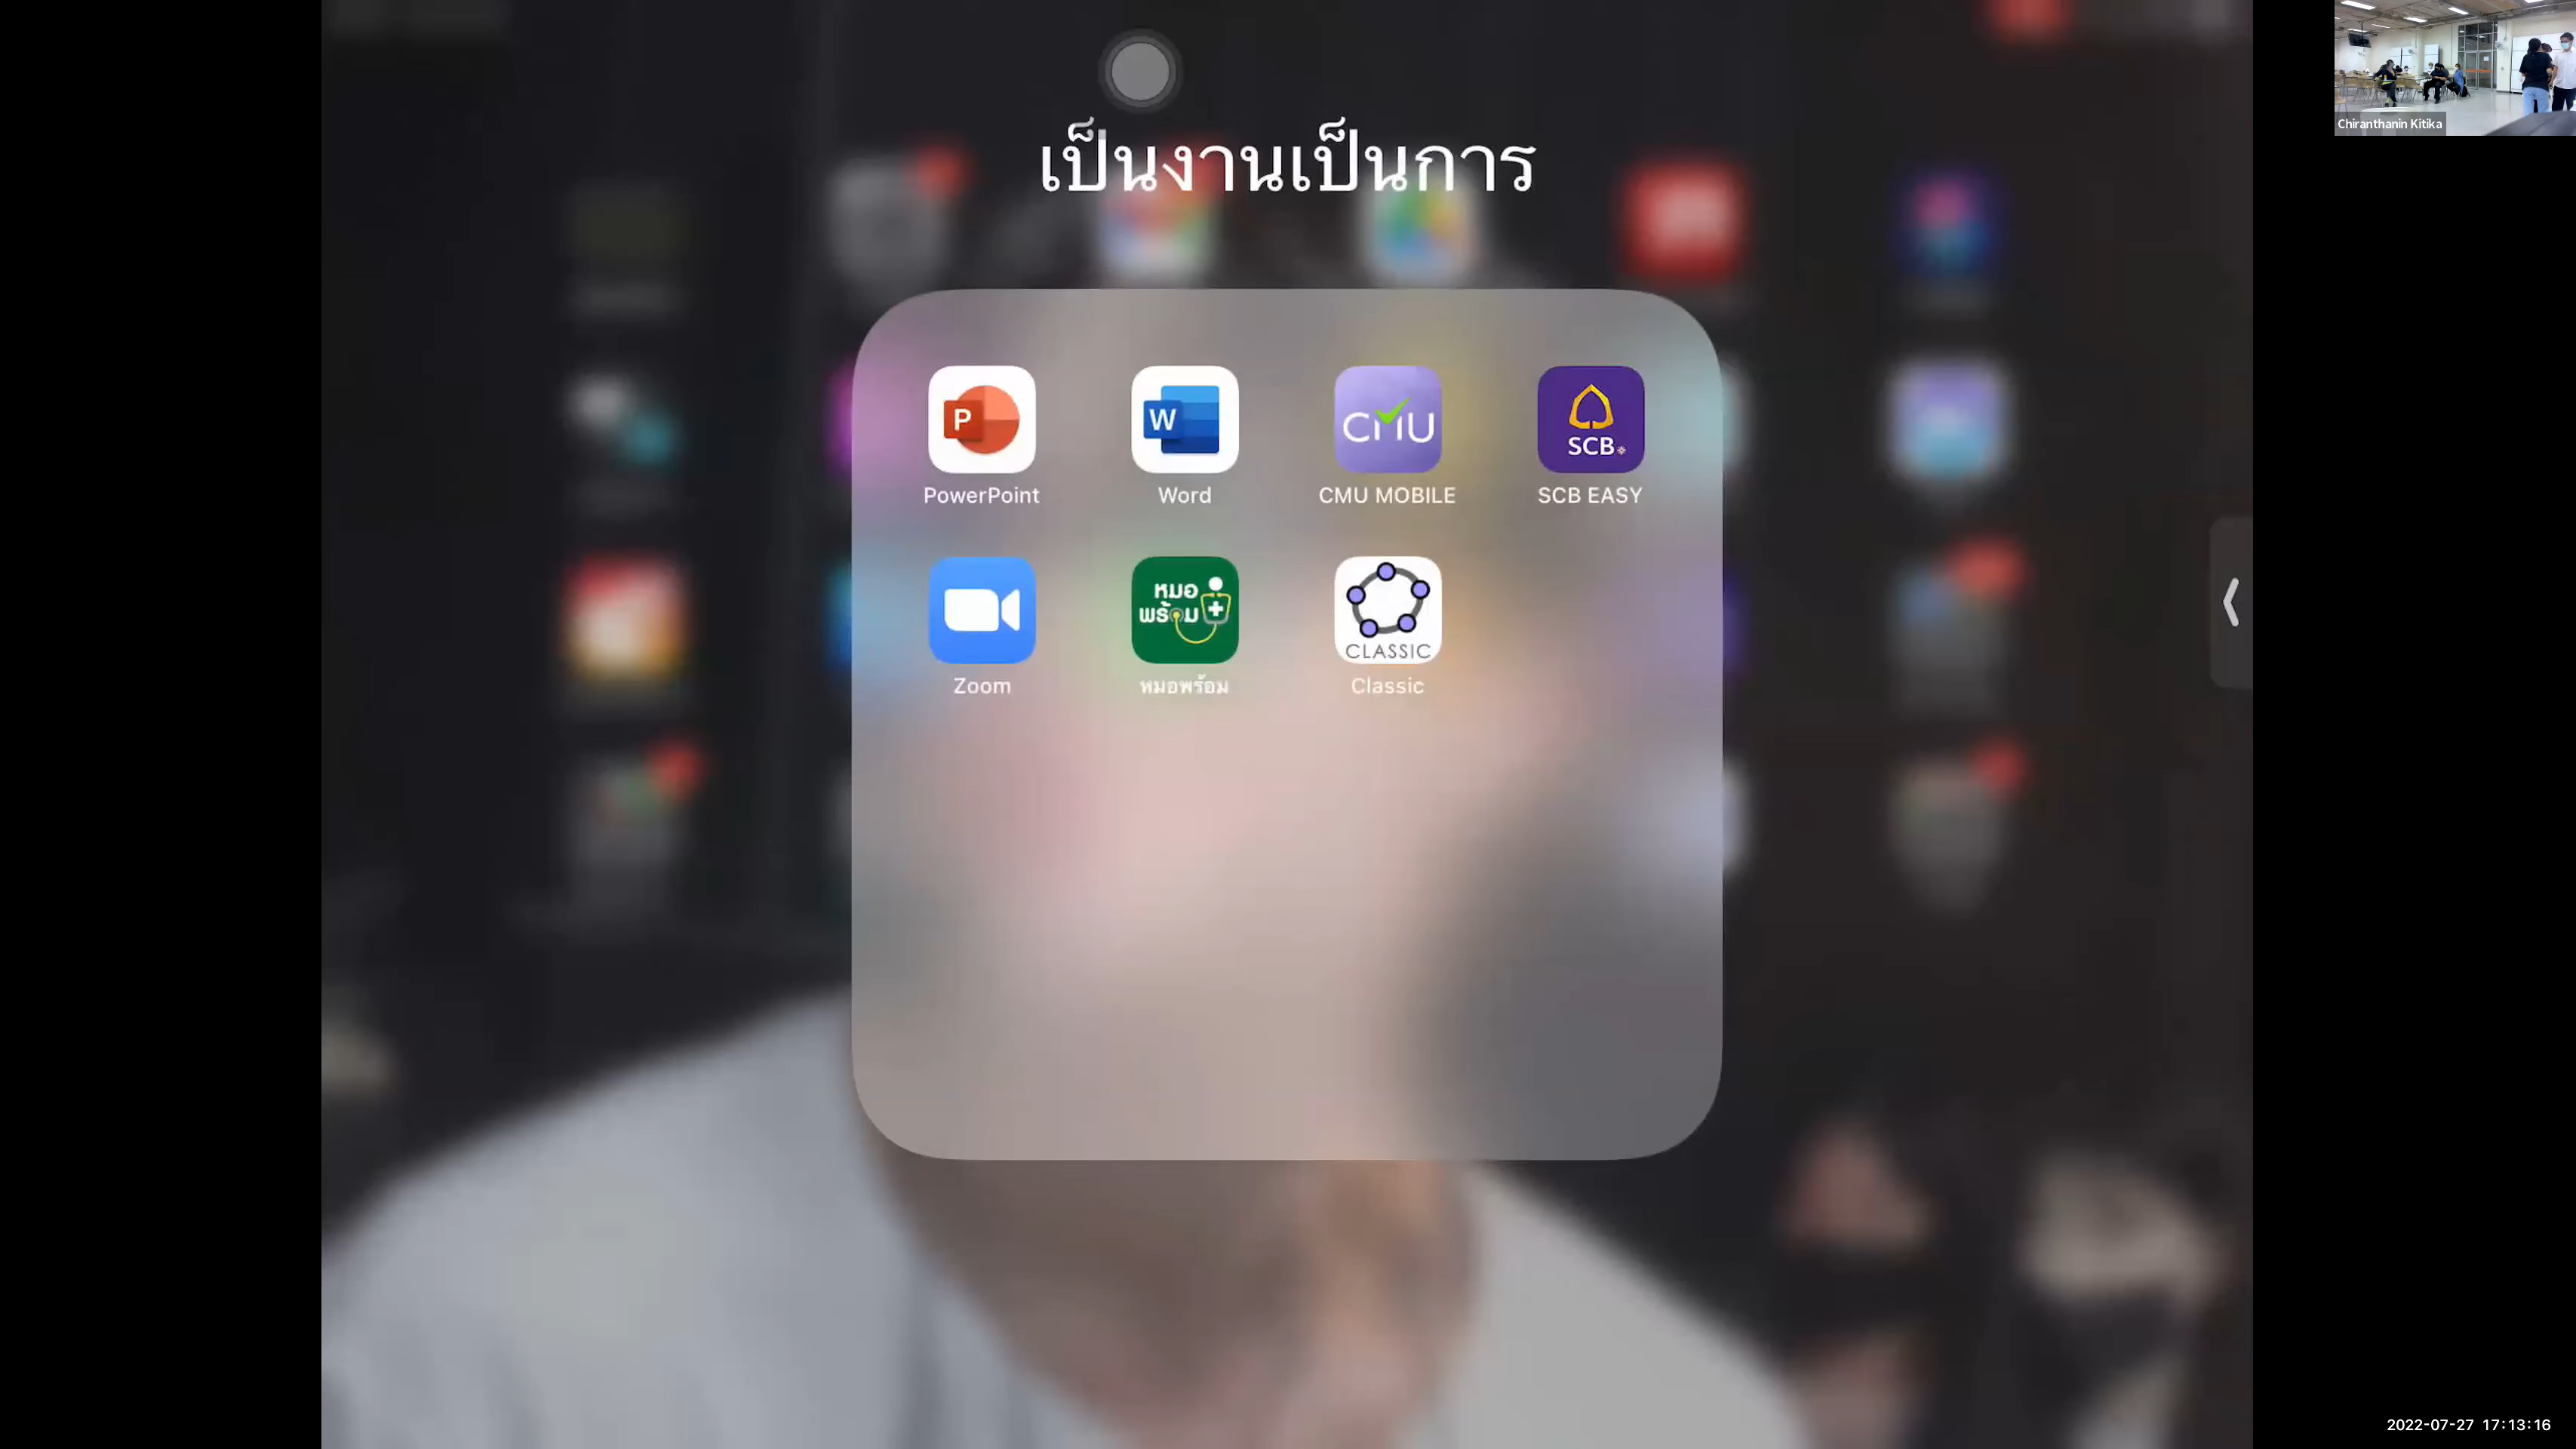 Chiranthanin Kitika
เป็นงานเป็นการ
P
W
CMU
SCB
PowerPoint
Word
CMU MOBILE
SCB EASY
หมอ
พร้อม
CLASSIC
Zoom
หมอพร้อม
Classic
2022-07-27 17:13:16